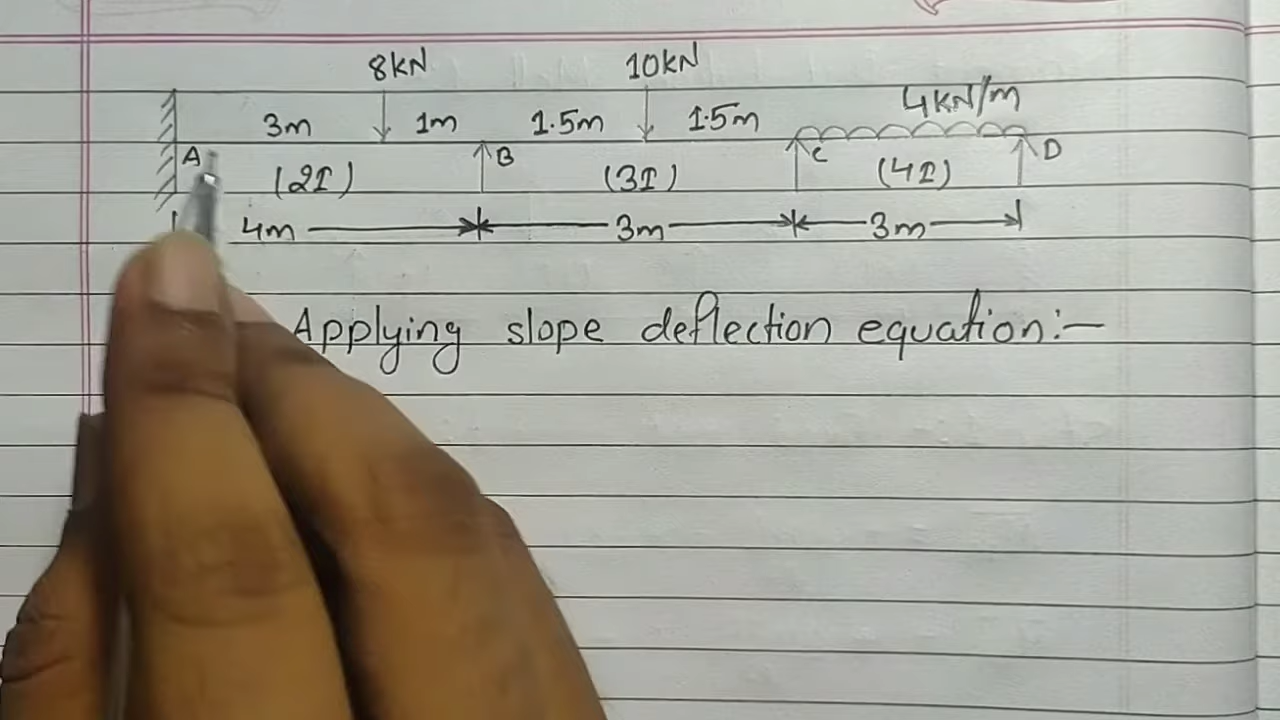 8kN 10kN 4KN/m
3m 1m 1.5m 1.5m
A B C D
(2I) (3I) (4I)
4m 3m 3m
Applying slope deflection equation:-